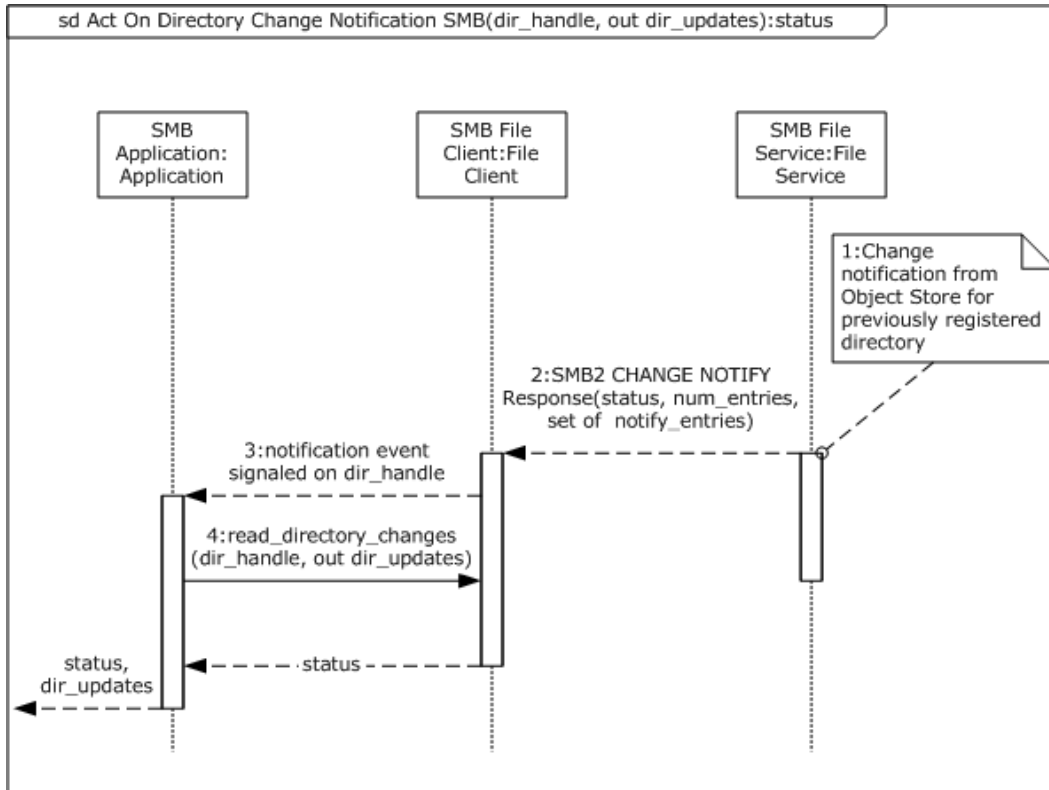 sd Act On Directory Change Notification SMB(dir_handle, out dir_updates):status
SMB
Application:
Application
SMB File
Client:File
Client
SMB File
Service:File
Service
1:Change
notification from
Object Store for
previously registered
directory
2:SMB2 CHANGE NOTIFY
Response(status, num_entries,
set of notify_entries)
3:notification event
signaled on dir_handle
4:read_directory_changes
(dir_handle, out dir_updates)
status
status,
dir_updates